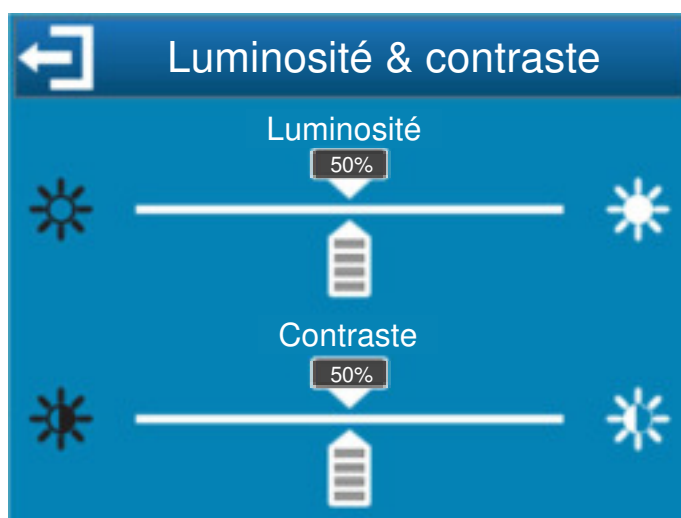 Luminosité & contraste
Luminosité
50%
Contraste
50%